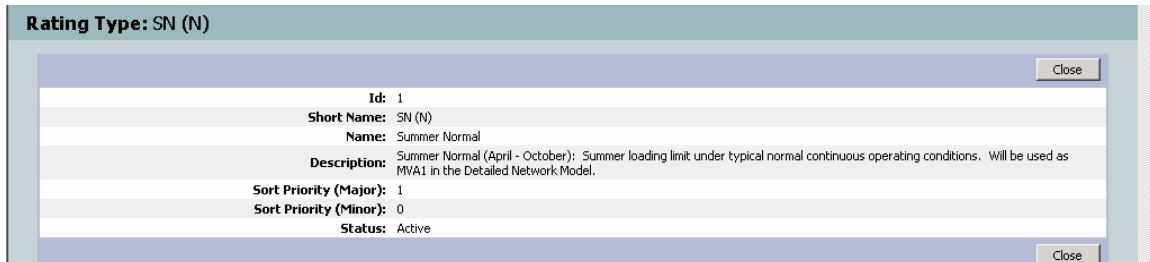 Rating Type: SN (N)
Close
Id: 1
Short Name: SN (N)
Name: Summer Normal
Description: Summer Normal (April - October): Summer loading limit under typical normal continuous operating conditions. Will be used as
MVA1 in the Detailed Network Model.
Sort Priority (Major): 1
Sort Priority (Minor): 0
Status: Active
Close